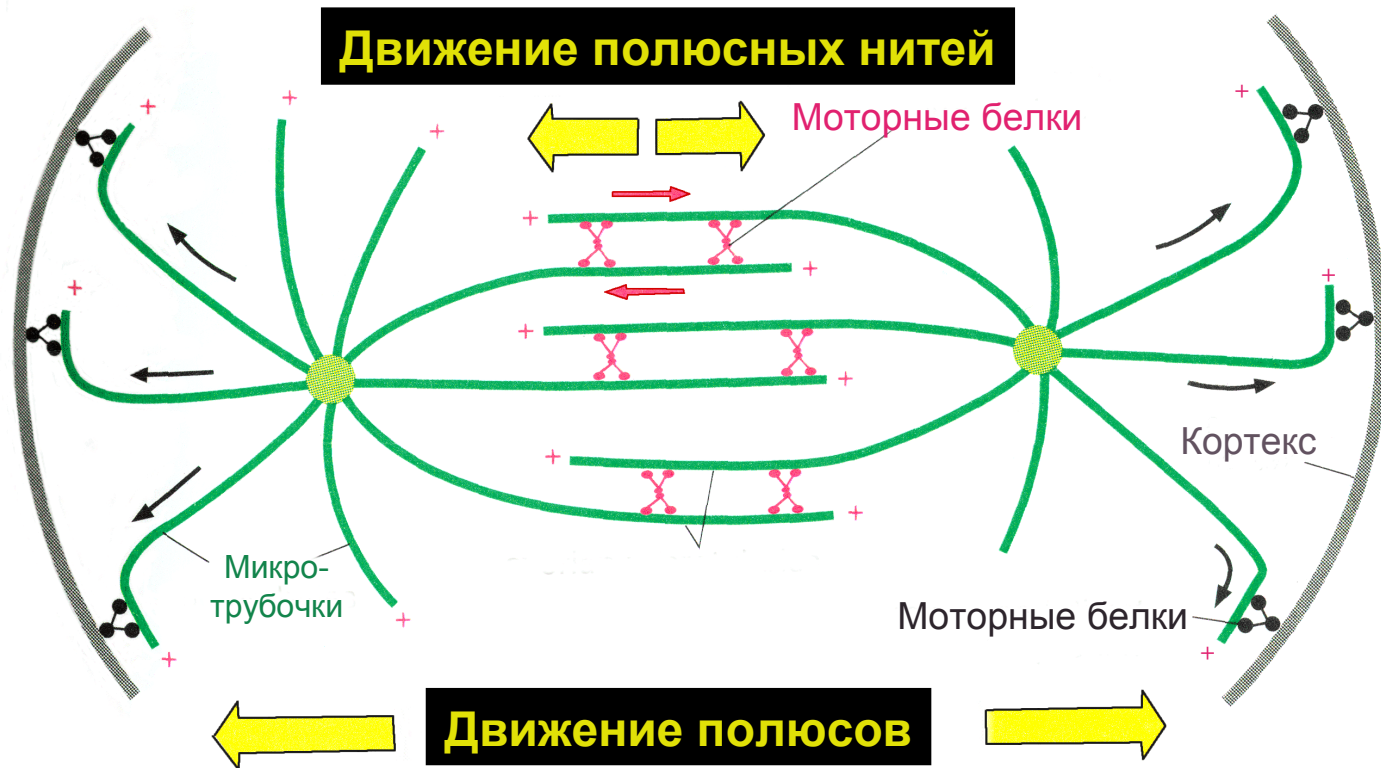 Движение полюсных нитей
Моторные белки
+ + +
+
+
+
+ +
+
+
+
Кортекс
+
+
Микро-
трубочки
Моторные белки
+
+
+
Движение полюсов